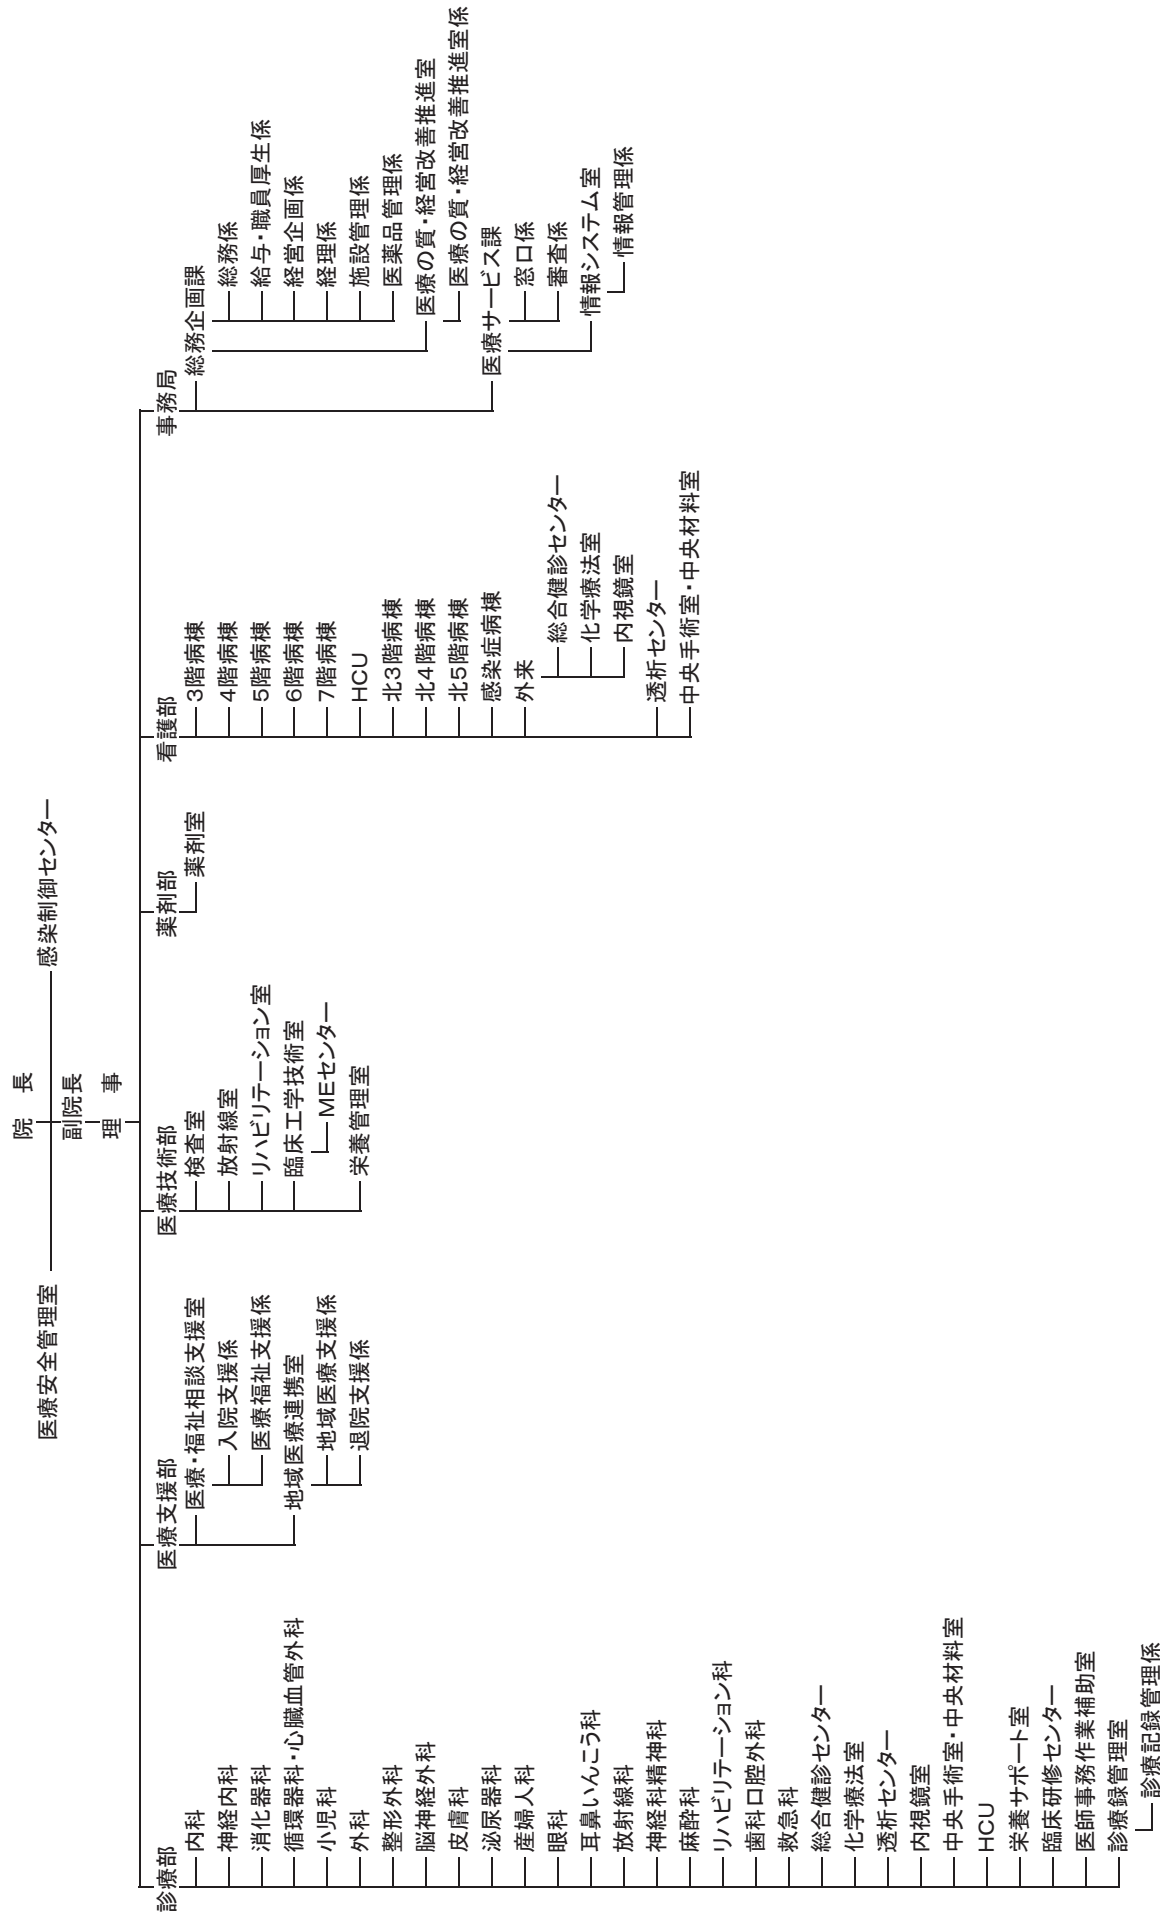 院　長
医療安全管理室
感染制御センター
副院長
理　事
診療部
内科
神経内科
消化器科
循環器科・心臓血管外科
小児科
外科
整形外科
脳神経外科
皮膚科
泌尿器科
産婦人科
眼科
耳鼻いんこう科
放射線科
神経科精神科
麻酔科
リハビリテーション科
歯科口腔外科
救急科
総合健診センター
化学療法室
透析センター
内視鏡室
中央手術室・中央材料室
HCU
栄養サポート室
臨床研修センター
医師事務作業補助室
診療録管理室
診療記録管理係
医療支援部
医療・福祉相談支援室
入院支援係
医療福祉支援係
地域医療連携室
地域医療支援係
退院支援係
医療技術部
検査室
放射線室
リハビリテーション室
臨床工学技術室
MEセンター
栄養管理室
薬剤部
薬剤室
看護部
3階病棟
4階病棟
5階病棟
6階病棟
7階病棟
HCU
北3階病棟
北4階病棟
北5階病棟
感染症病棟
外来
総合健診センター
化学療法室
内視鏡室
透析センター
中央手術室・中央材料室
事務局
総務企画課
総務係
給与・職員厚生係
経営企画係
経理係
施設管理係
医薬品管理係
医療の質・経営改善推進室
医療の質・経営改善推進室係
医療サービス課
窓口係
審査係
情報システム室
情報管理係